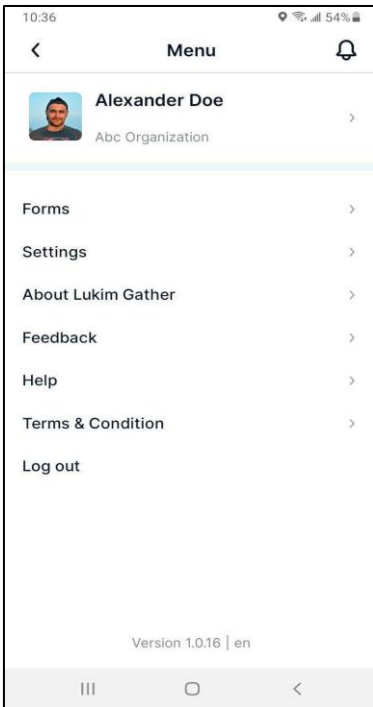 10:36
54%
Menu
Alexander Doe
Abc Organization
Forms
Settings
About Lukim Gather
Feedback
Help
Terms & Condition
Log out
Version 1.0.16 | en